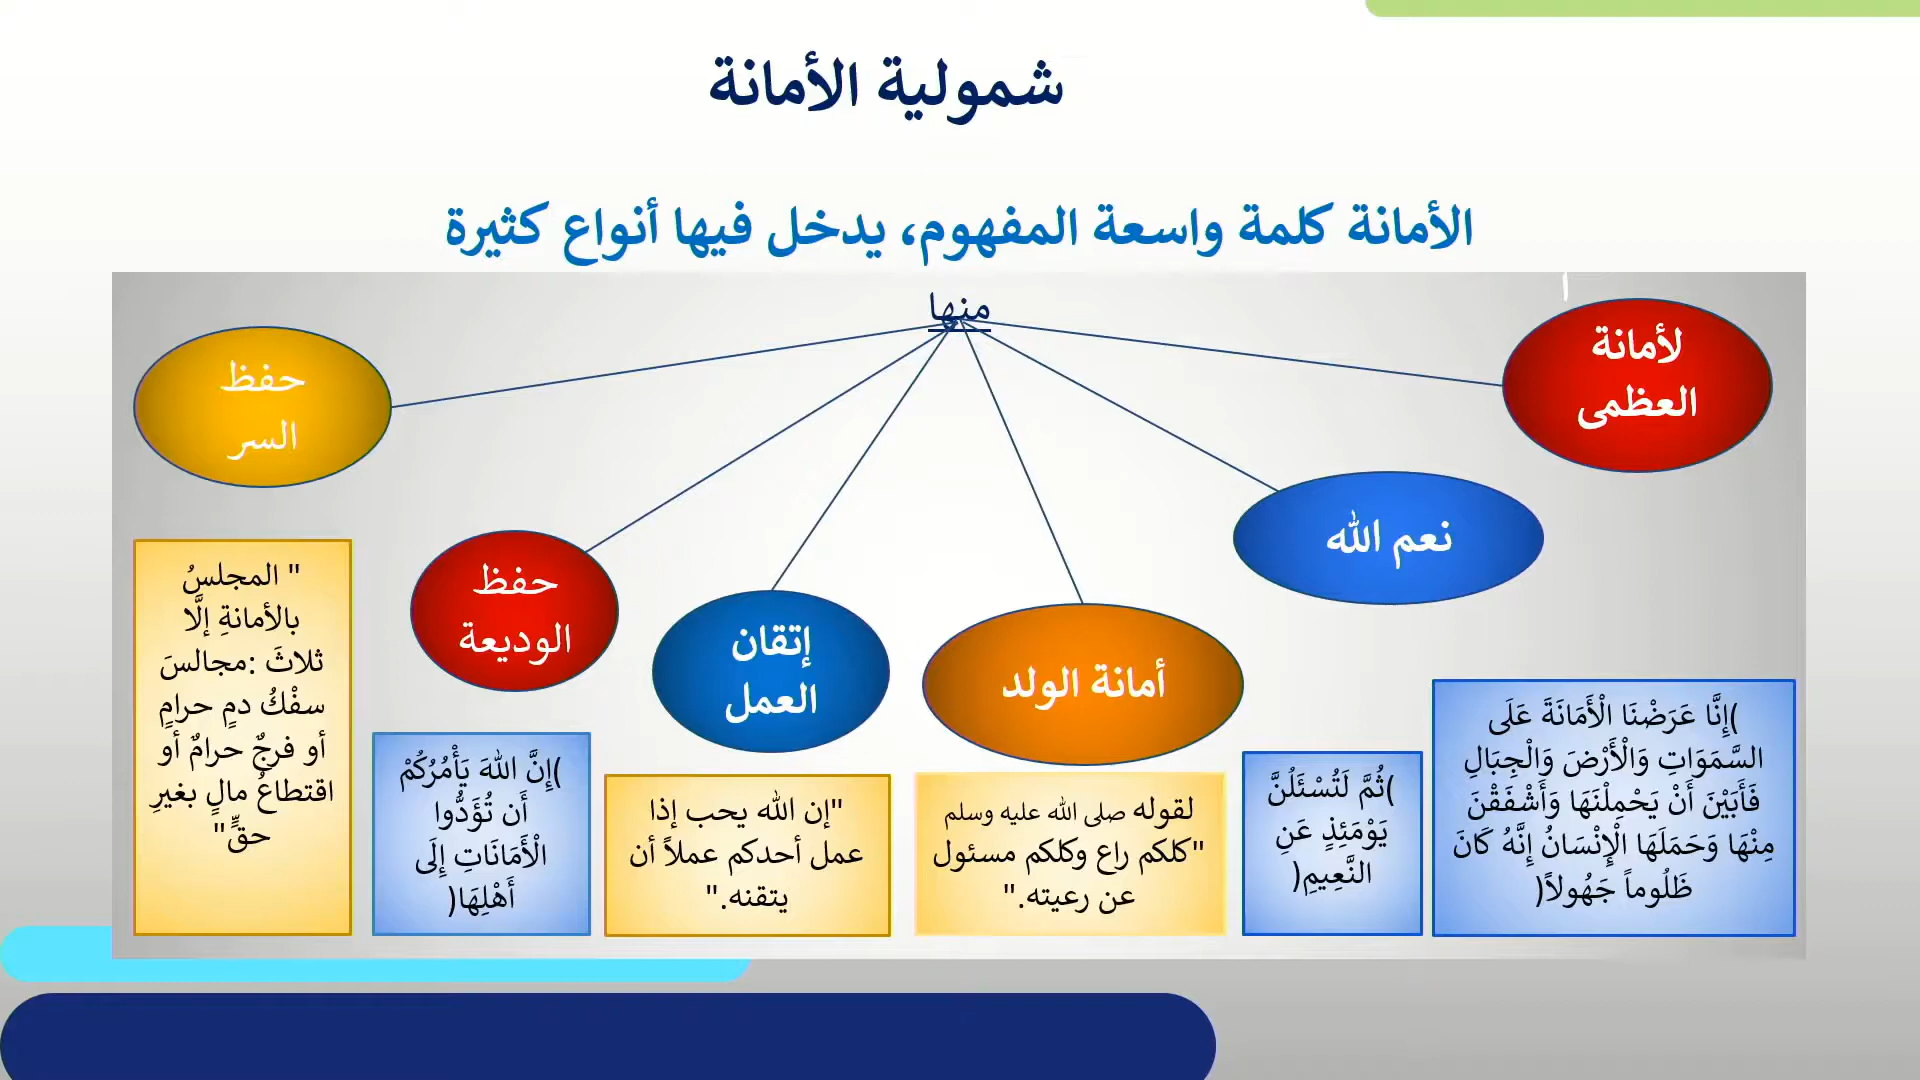 شمولية الأمانة
الأمانة كلمة واسعة المفهوم، يدخل فيها أنواع كثيرة
منها
لأمانة
العظمى
نعم الله
أمانة الولد
إتقان
العمل
حفظ
الوديعة
حفظ
السر
)إِنَّا عَرَضْنَا الْأَمَانَةَ عَلَى
السَّمَوَاتِ وَالْأَرْضَ وَالْجِبَالِ
فَأَبَيْنَ أَنْ يَحْمِلْنَهَا وَأَشْفَقْنَ
مِنْهَا وَحَمَلَهَا الْإِنْسَانُ إِنَّهُ كَانَ
ظَلُوماً جَهُولاً(
)ثُمَّ لَتُسْئَلُنَّ
يَوْمَئِذٍ عَنِ
النَّعِيمِ(
لقوله صلى الله عليه وسلم
"كلكم راع وكلكم مسئول
عن رعيته."
"إن الله يحب إذا
عمل أحدكم عملاً أن
يتقنه."
)إِنَّ اللهَ يَأْمُرُكُمْ
أَن تُؤَدُّوا
الْأَمَانَاتِ إِلَى
أَهْلِهَا(
" المجلسُ
بالأمانةِ إلَّا
ثلاثَ :مجالسَ
سفْكُ دمٍ حرامٍ
أو فرجٌ حرامٌ أو
اقتطاعُ مالٍ بغيرِ
حقٍّ"